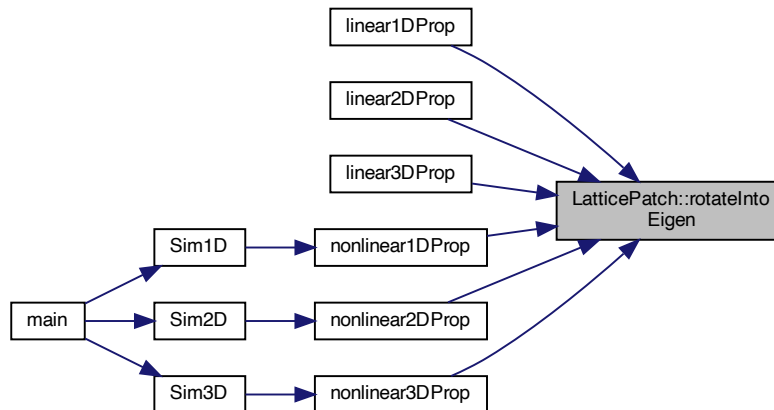 linear1DProp
linear2DProp
linear3DProp
LatticePatch::rotateInto
Eigen
Sim1D
nonlinear1DProp
main
Sim2D
nonlinear2DProp
Sim3D
nonlinear3DProp